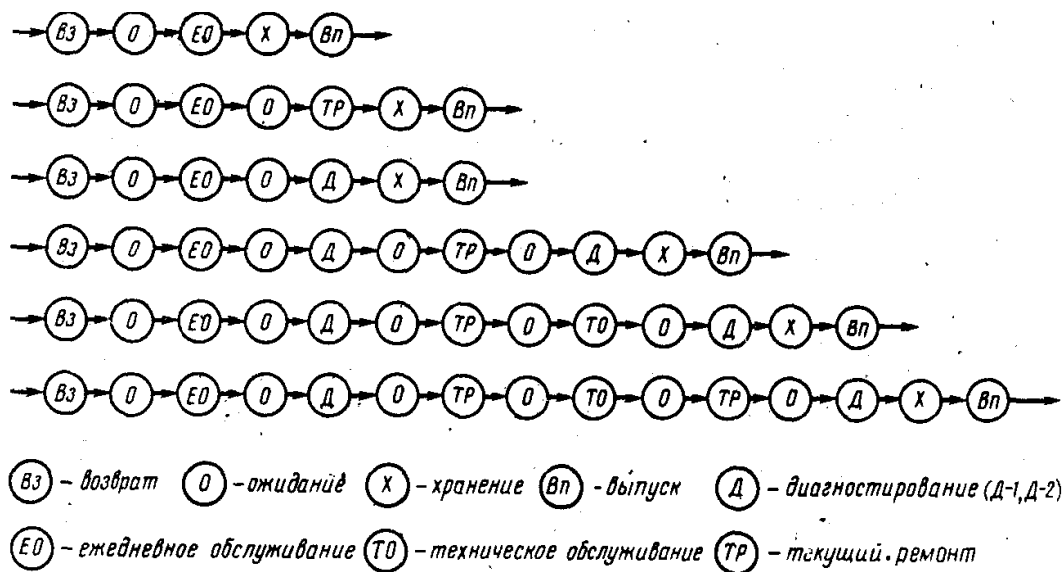 Вз О ЕО Х Вп
Вз О ЕО О ТР Х Вп
Вз О ЕО О Д Х Вп
Вз О ЕО О Д О ТР О Д Х Вп
Вз О ЕО О Д О ТР О ТО О Д Х Вп
Вз О ЕО О Д О ТР О ТО О ТР О Д Х Вп
Вз - возврат О - ожидание Х - хранение Вп - выпуск Д - диагностирование (Д-1, Д-2)
ЕО - ежедневное обслуживание ТО - техническое обслуживание ТР - текущий ремонт